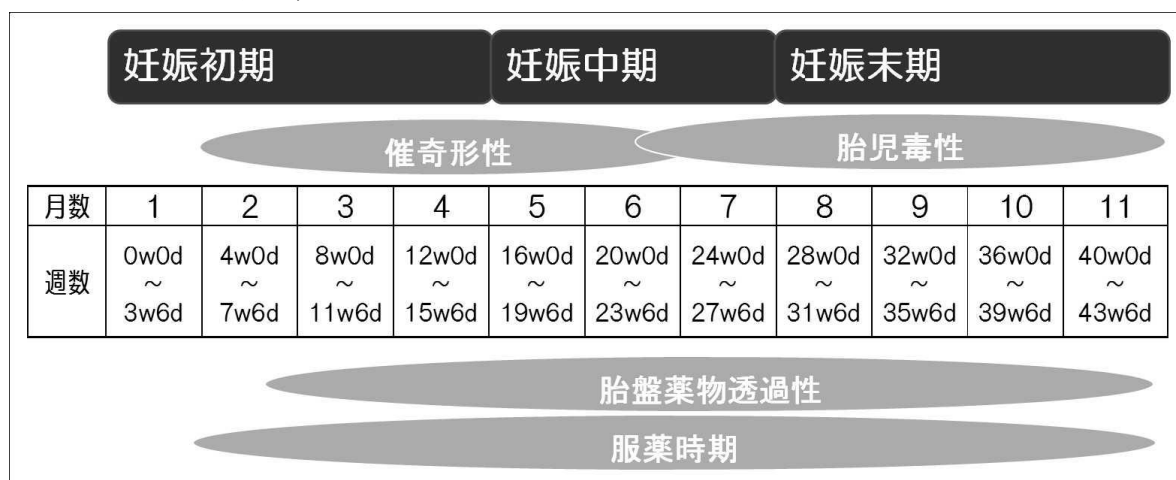 妊娠初期 妊娠中期 妊娠末期
催奇形性 胎児毒性
月数 1 2 3 4 5 6 7 8 9 10 11
週数 0w0d 4w0d 8w0d 12w0d 16w0d 20w0d 24w0d 28w0d 32w0d 36w0d 40w0d
～ ～ ～ ～ ～ ～ ～ ～ ～ ～ ～
3w6d 7w6d 11w6d 15w6d 19w6d 23w6d 27w6d 31w6d 35w6d 39w6d 43w6d
胎盤薬物透過性
服薬時期